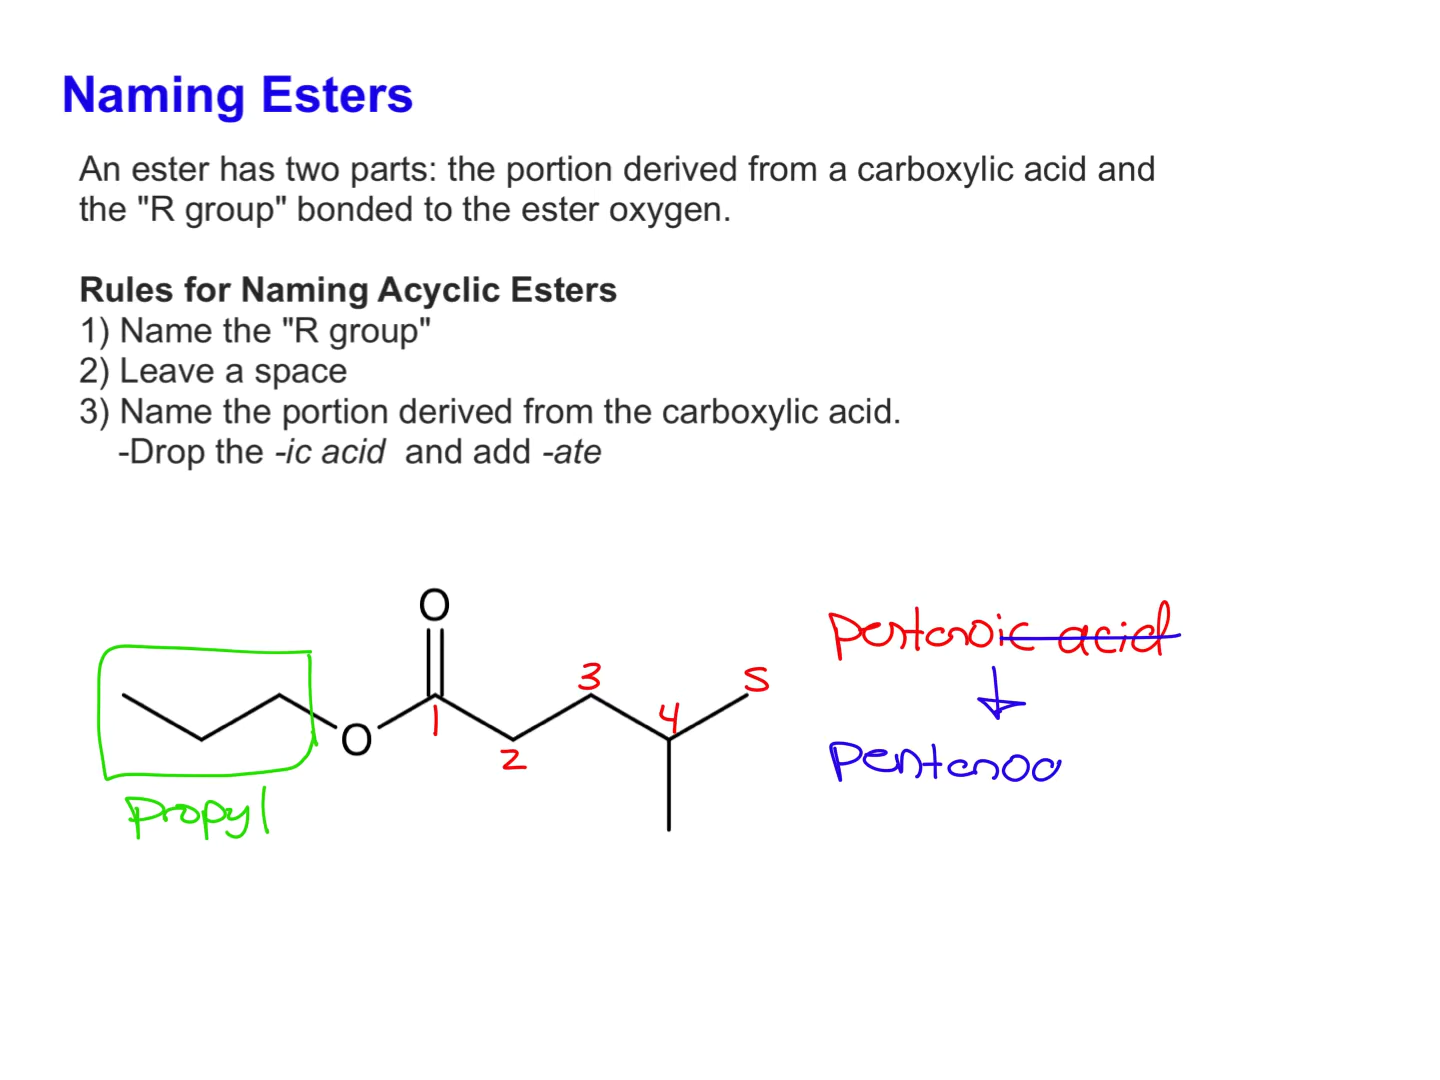 Naming Esters
An ester has two parts: the portion derived from a carboxylic acid and
the "R group" bonded to the ester oxygen.
Rules for Naming Acyclic Esters
1) Name the "R group"
2) Leave a space
3) Name the portion derived from the carboxylic acid.
-Drop the -ic acid and add -ate
O
O
1
2
3
4
5
propyl
pentanoic acid
pentanoa